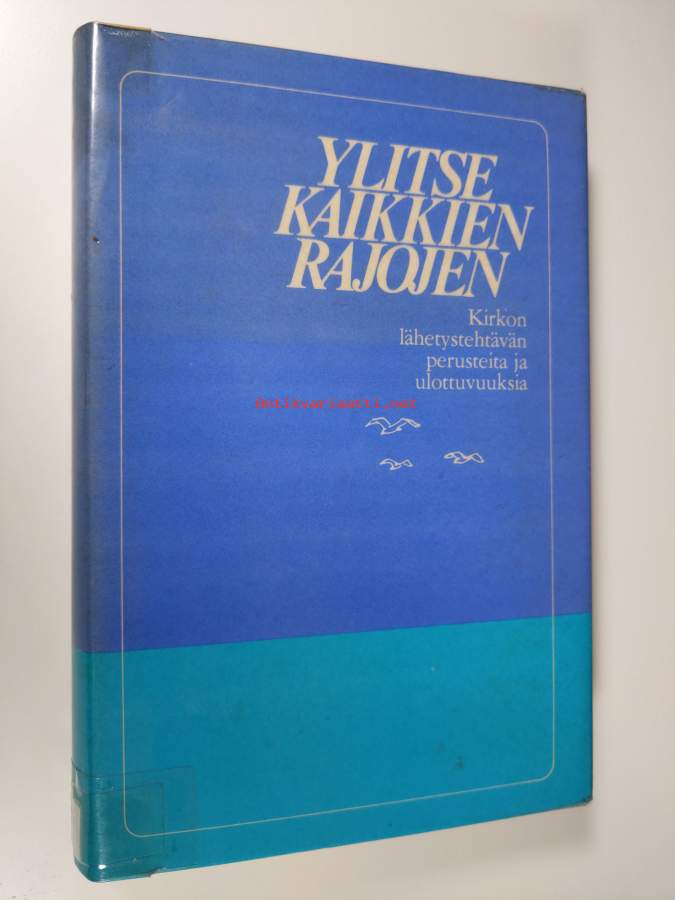 YLITSE
KAIKKIEN
RAJOJEN
Kirkon
lähetystehtävän
perusteita ja
ulottuvuuksia
antikvariaatti.net